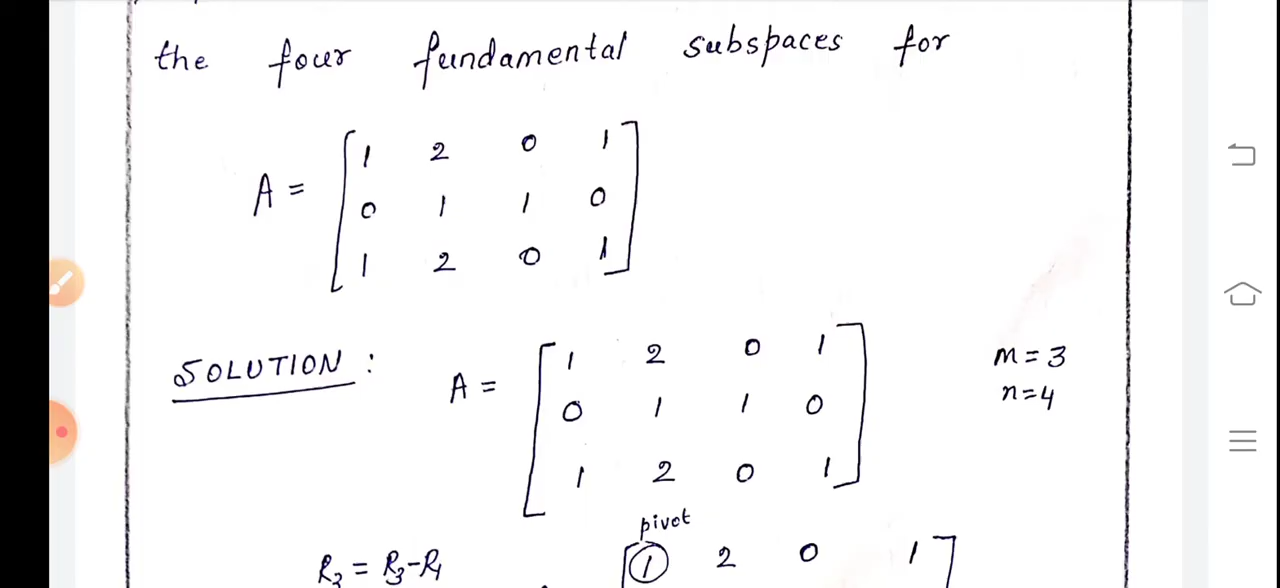 the four fundamental subspaces for
A = [1 2 0 1
0 1 1 0
1 2 0 1]
SOLUTION : A = [1 2 0 1
0 1 1 0
1 2 0 1] m = 3
n = 4
pivot
R3 = R3 - R1 [1 2 0 1]